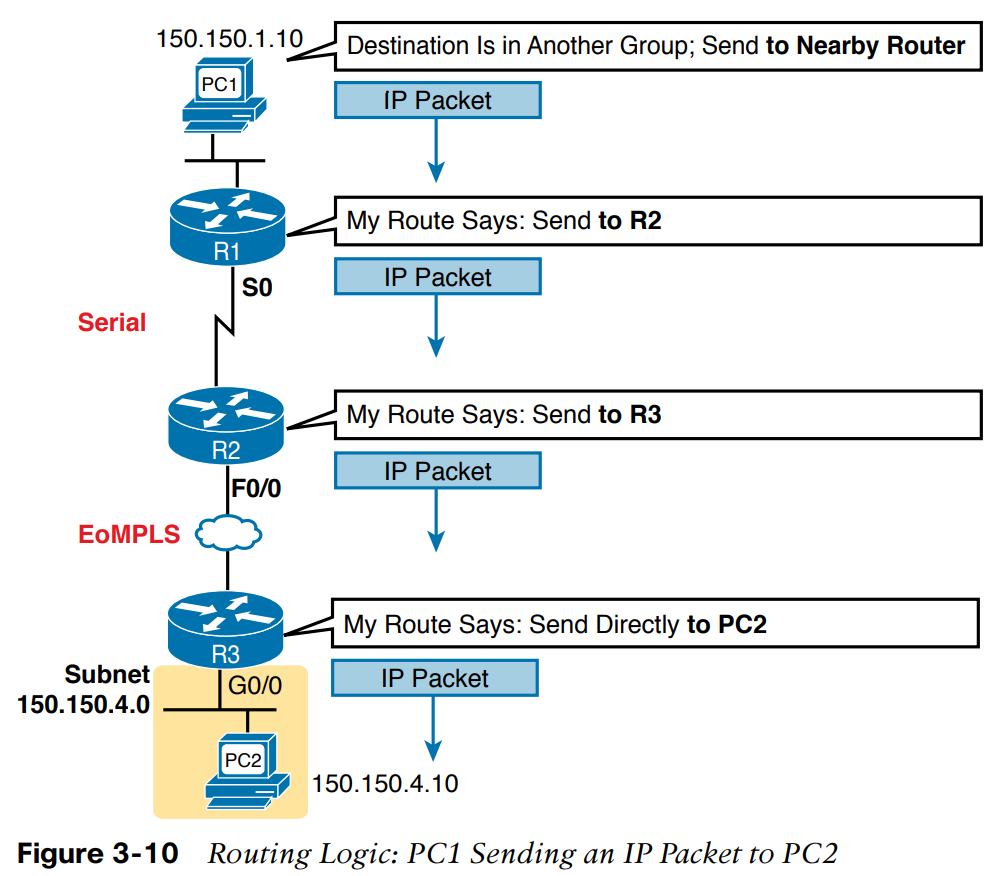 150.150.1.10
Destination Is in Another Group; Send to Nearby Router
PC1
IP Packet
My Route Says: Send to R2
R1
IP Packet
S0
Serial
My Route Says: Send to R3
R2
IP Packet
F0/0
EoMPLS
My Route Says: Send Directly to PC2
R3
IP Packet
Subnet
150.150.4.0
G0/0
PC2
150.150.4.10
Figure 3-10 Routing Logic: PC1 Sending an IP Packet to PC2